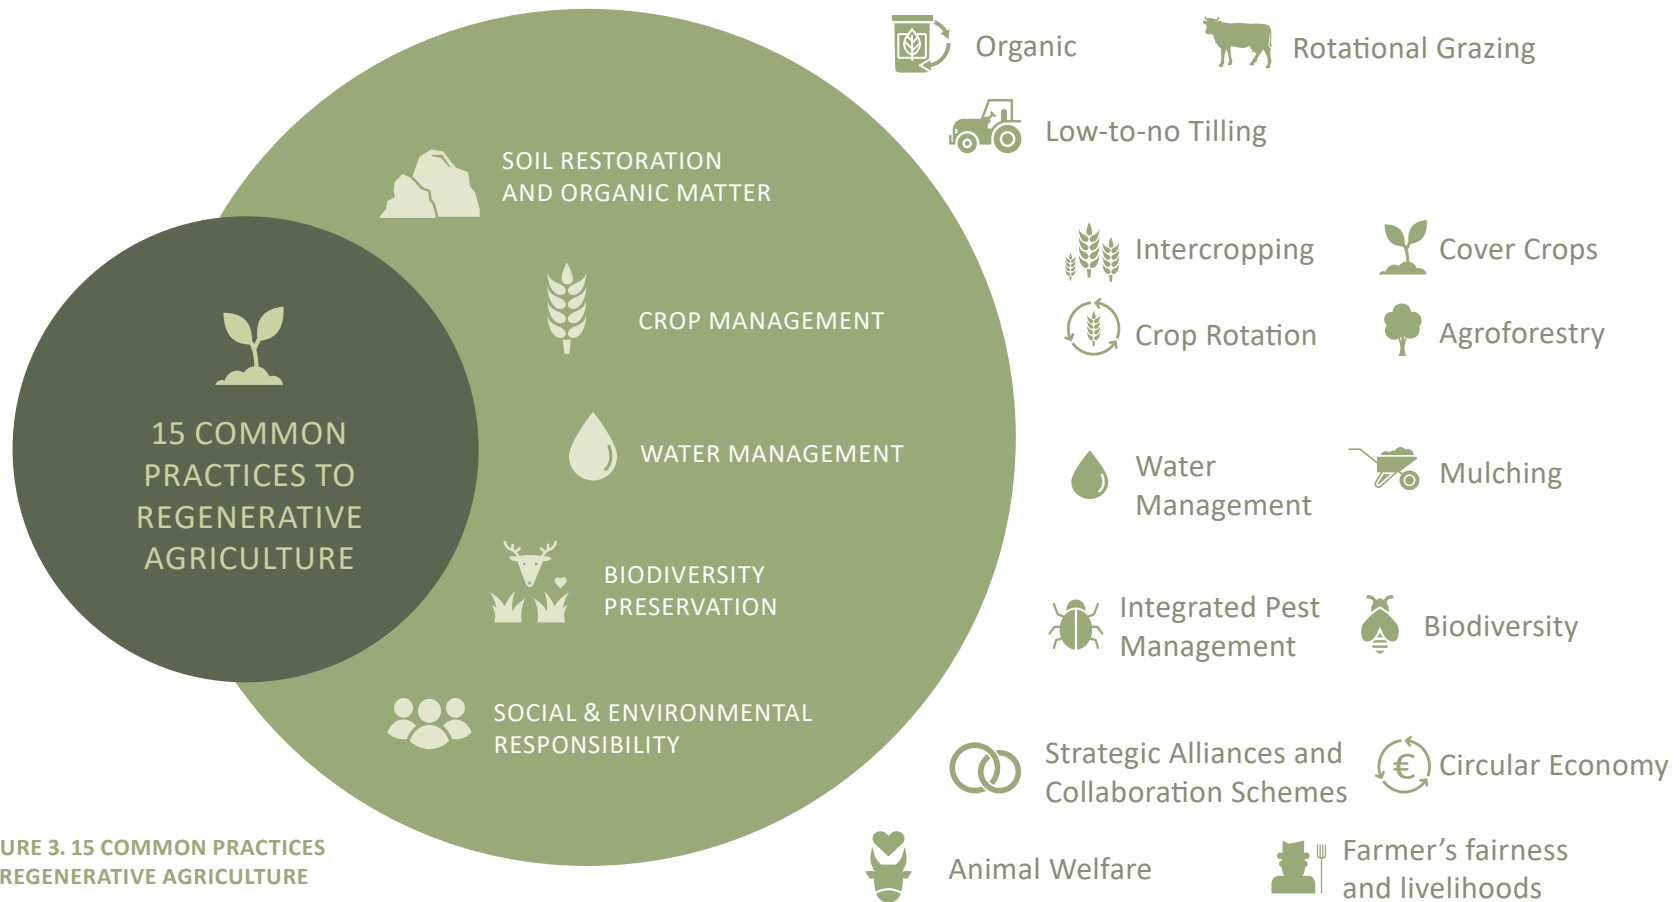 15 COMMON
PRACTICES TO
REGENERATIVE
AGRICULTURE
SOIL RESTORATION
AND ORGANIC MATTER
CROP MANAGEMENT
WATER MANAGEMENT
BIODIVERSITY
PRESERVATION
SOCIAL & ENVIRONMENTAL
RESPONSIBILITY
Organic
Rotational Grazing
Low-to-no Tilling
Intercropping
Cover Crops
Crop Rotation
Agroforestry
Water
Management
Mulching
Integrated Pest
Management
Biodiversity
Strategic Alliances and
Collaboration Schemes
€
Circular Economy
Animal Welfare
Farmer's fairness
and livelihoods
URE 3. 15 COMMON PRACTICES
REGENERATIVE AGRICULTURE